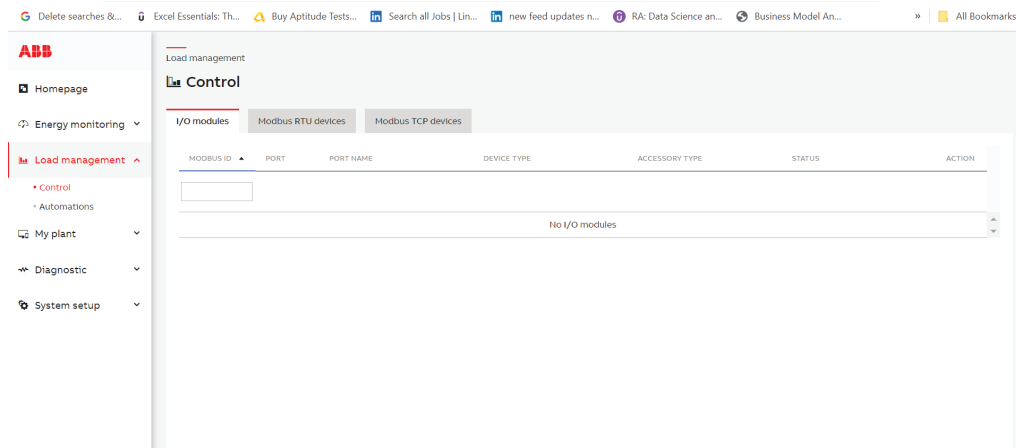 Delete searches &... Excel Essentials: Th... Buy Aptitude Tests... Search all Jobs | Lin... new feed updates n... RA: Data Science an... Business Model An... » All Bookmarks
ABB
Homepage
Energy monitoring
Load management
• Control
• Automations
My plant
Diagnostic
System setup
Load management
Control
I/O modules Modbus RTU devices Modbus TCP devices
MODBUS ID ▲ PORT PORT NAME DEVICE TYPE ACCESSORY TYPE STATUS ACTION
No I/O modules